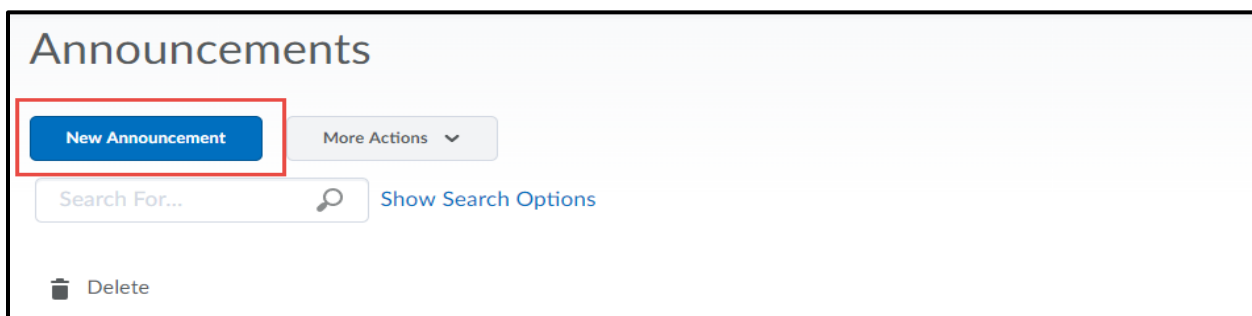 Announcements
New Announcement More Actions
Search For... Show Search Options
Delete